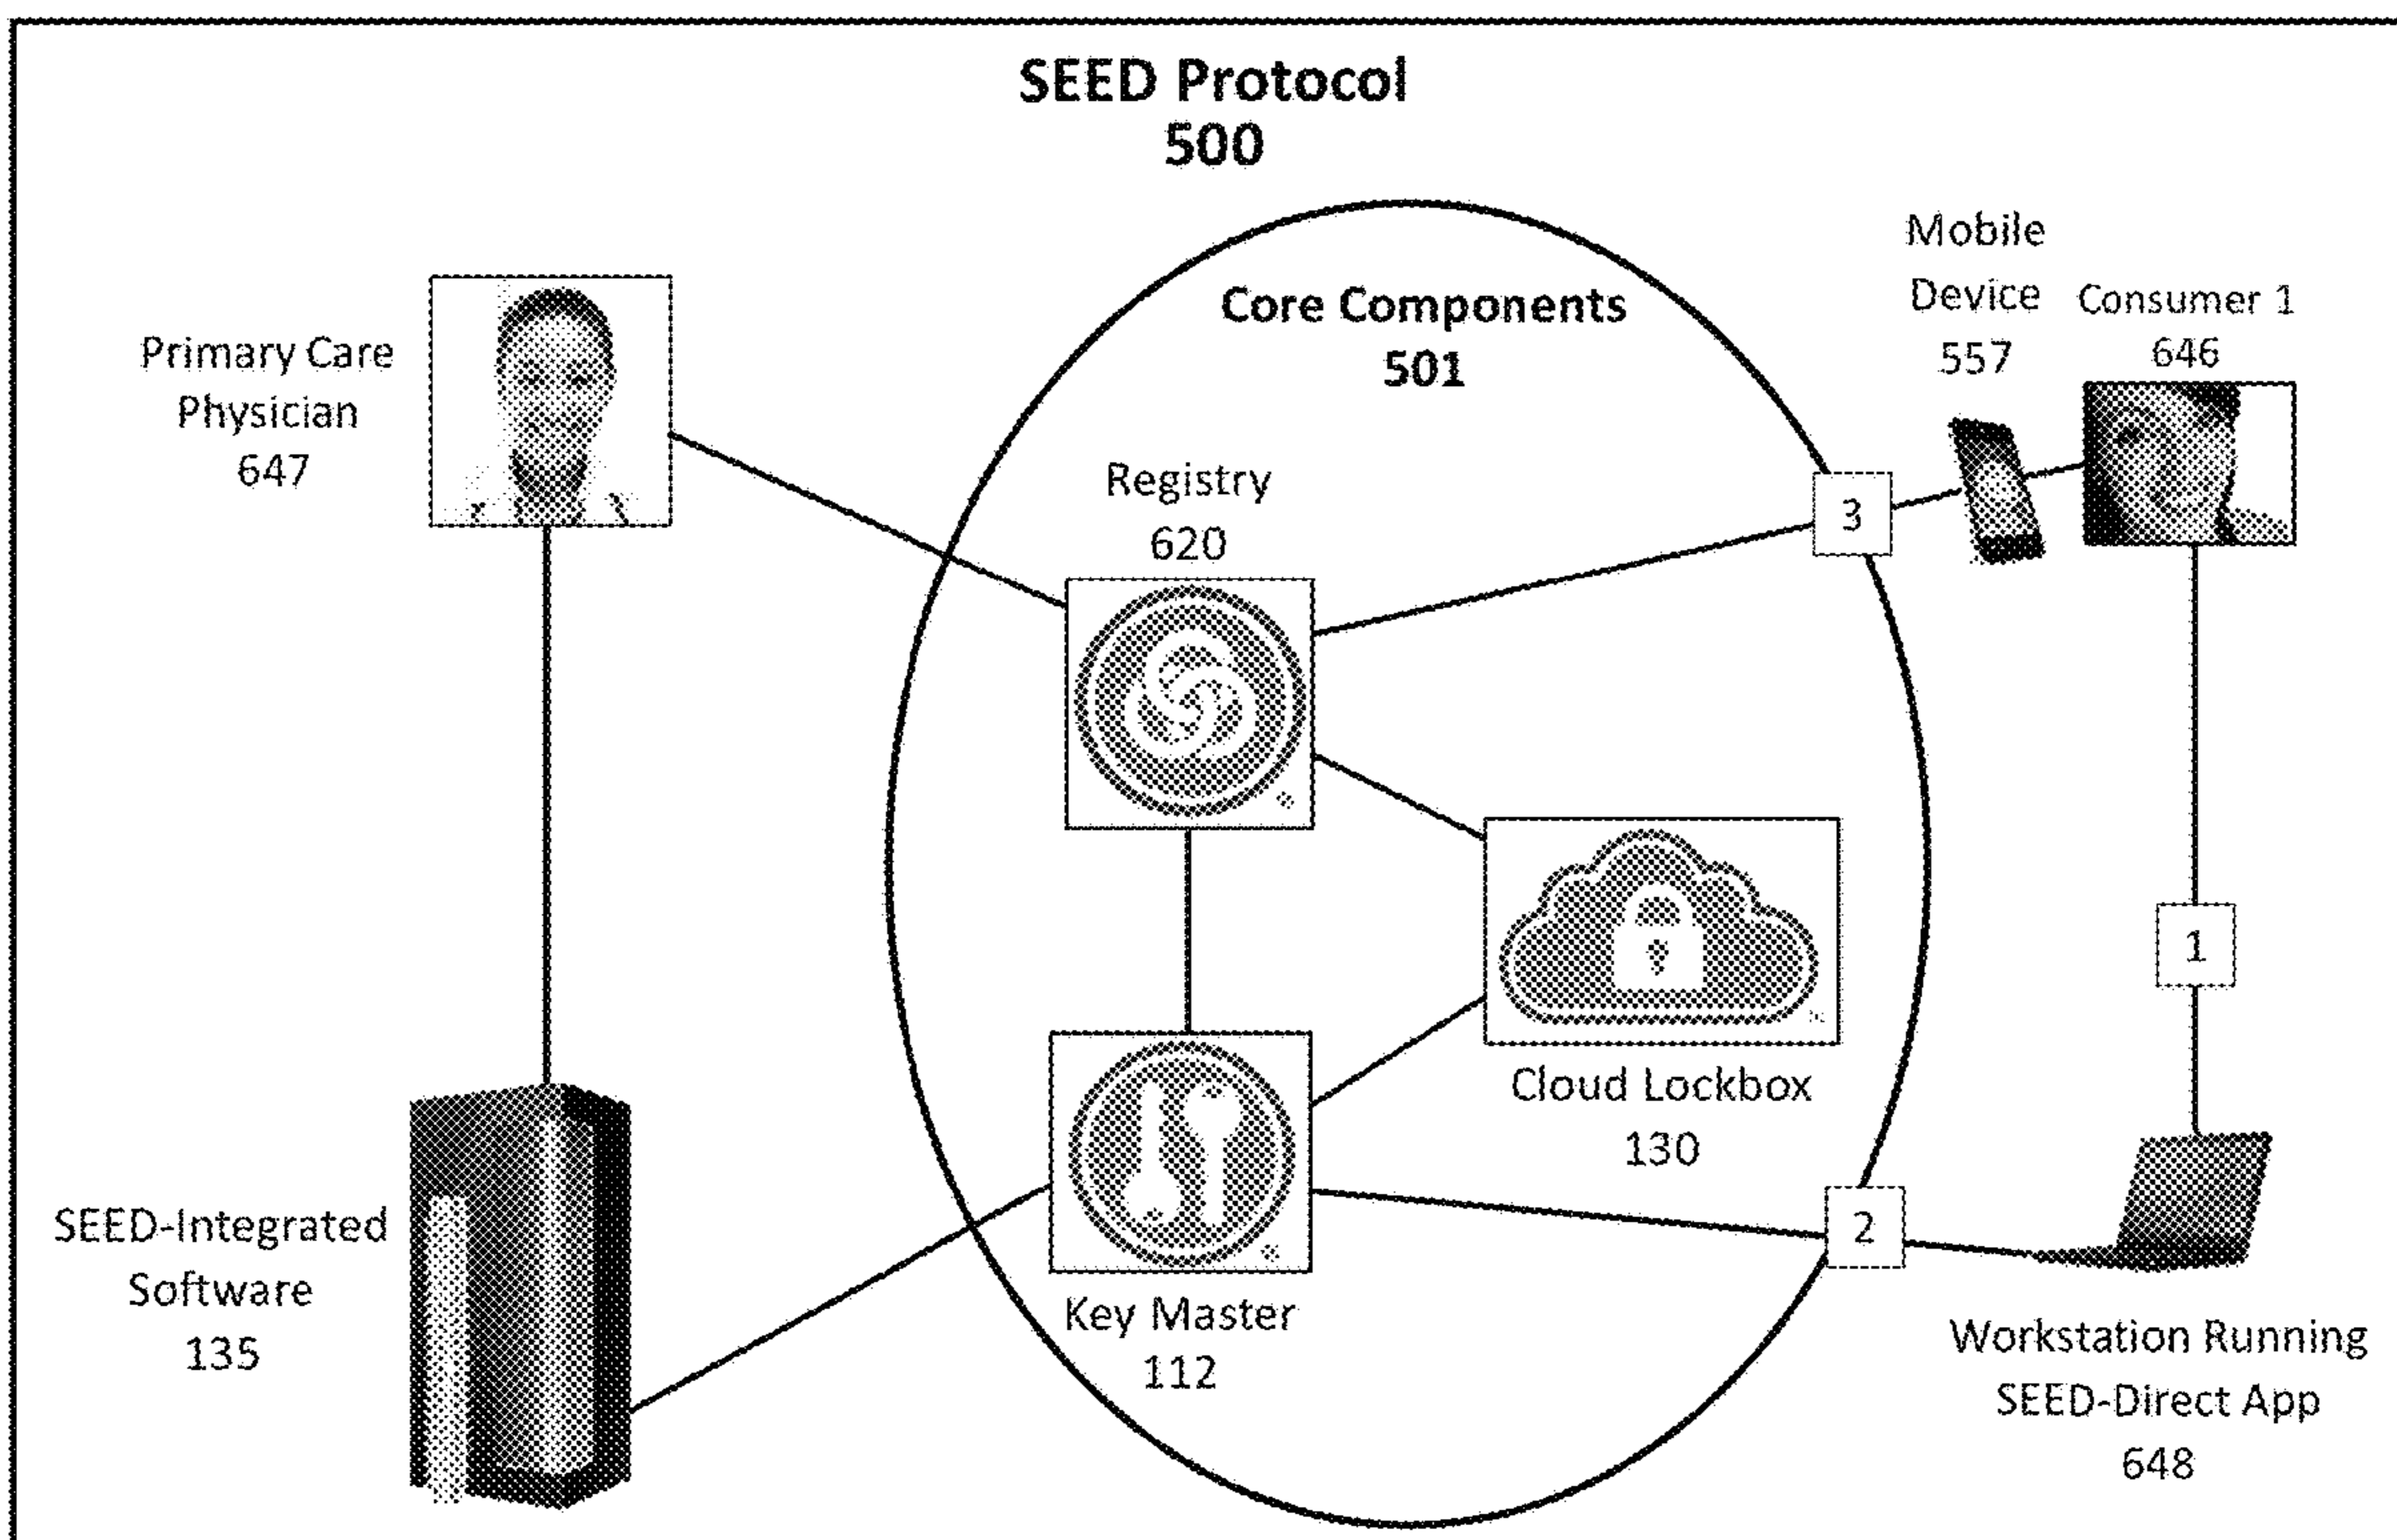 SEED Protocol
500
Core Components
501
Mobile
Device
557
Consumer 1
646
Primary Care
Physician
647
Registry
620
3
1
Cloud Lockbox
130
2
Key Master
112
SEED-Integrated
Software
135
Workstation Running
SEED-Direct App
648